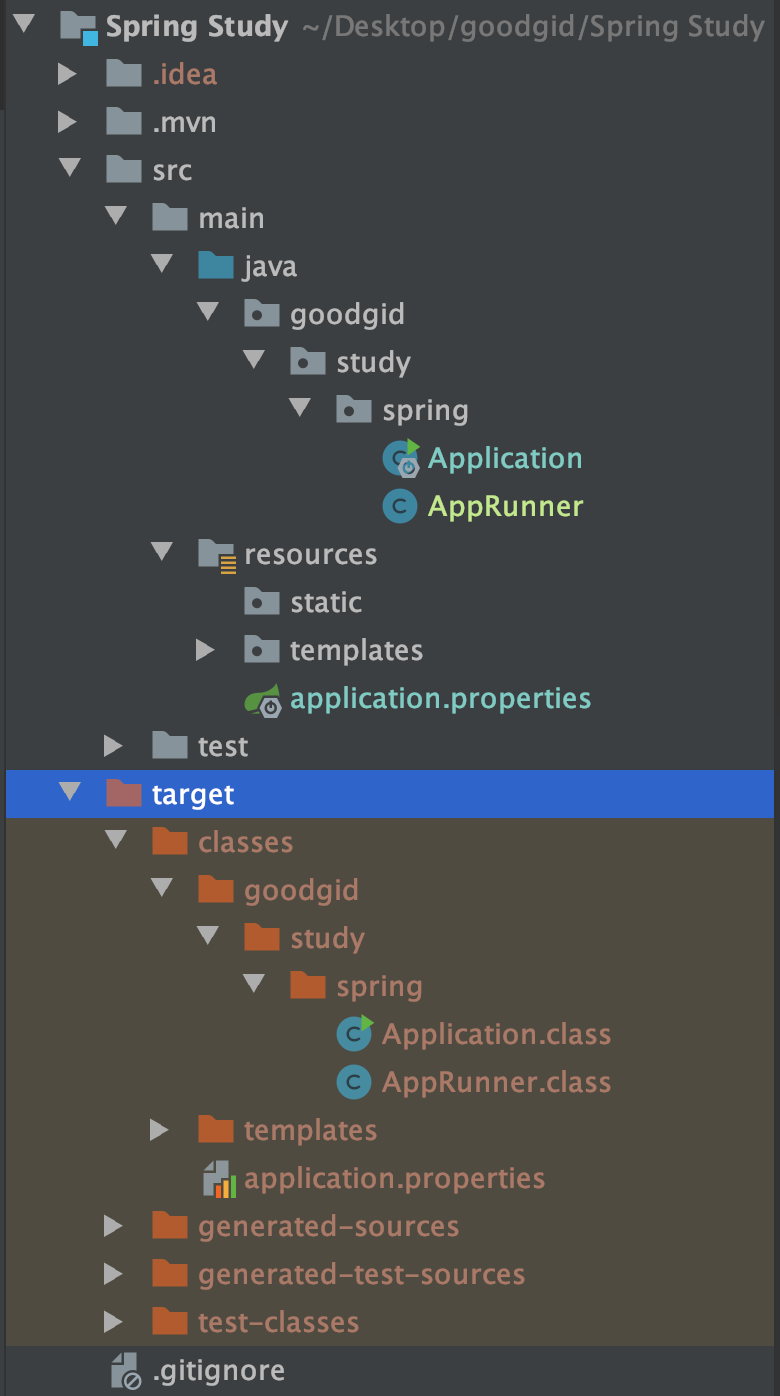 Spring Study ~/Desktop/goodgid/Spring Study
.idea
.mvn
src
main
java
goodgid
study
spring
Application
AppRunner
resources
static
templates
application.properties
test
target
classes
goodgid
study
spring
Application.class
AppRunner.class
templates
application.properties
generated-sources
generated-test-sources
test-classes
.gitignore